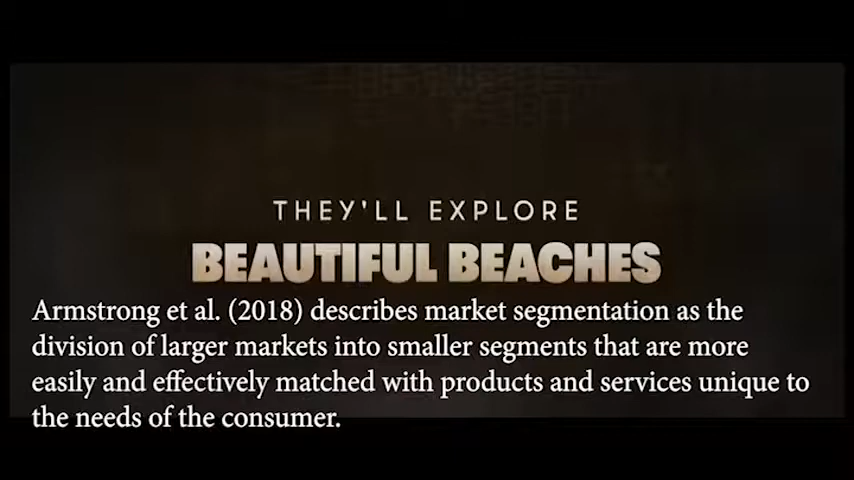 THEY'LL EXPLORE
BEAUTIFUL BEACHES
Armstrong et al. (2018) describes market segmentation as the
division of larger markets into smaller segments that are more
easily and effectively matched with products and services unique to
the needs of the consumer.